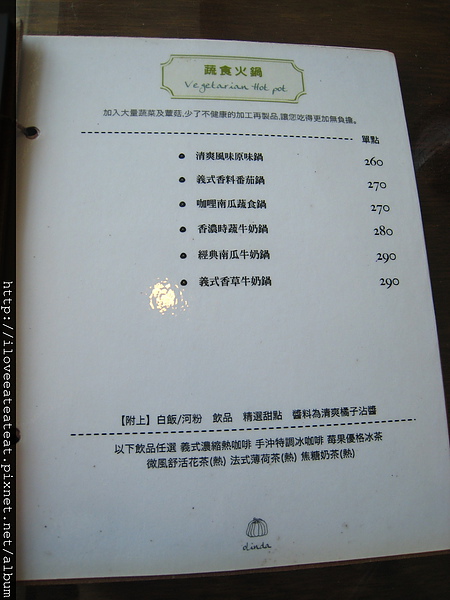 蔬食火鍋
Vegetarian Hot pot
加入大量蔬菜及蕈菇,少了不健康的加工再製品,讓您吃得更加無負擔。
單點
清爽風味原味鍋 260
義式香料番茄鍋 270
咖哩南瓜蔬食鍋 270
香濃時蔬牛奶鍋 280
經典南瓜牛奶鍋 290
義式香草牛奶鍋 290
【附上】白飯/河粉 飲品 精選甜點 醬料為清爽橘子沾醬
以下飲品任選 義式濃縮熱咖啡 手沖特調冰咖啡 莓果優格冰茶
微風舒活花茶(熱) 法式薄荷茶(熱) 焦糖奶茶(熱)
dinda
http://iloveeateateat.pixnet.net/album